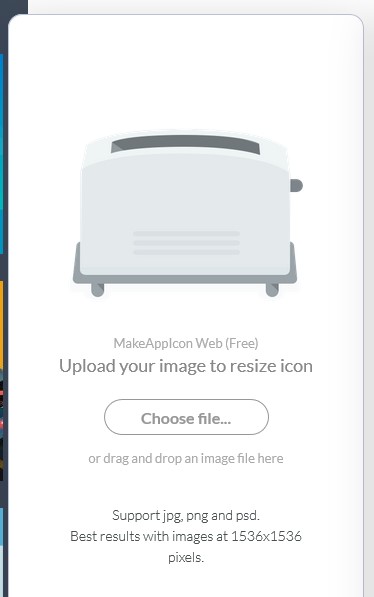 MakeAppIcon Web (Free)
Upload your image to resize icon
Choose file...
or drag and drop an image file here
Support jpg, png and psd.
Best results with images at 1536x1536
pixels.